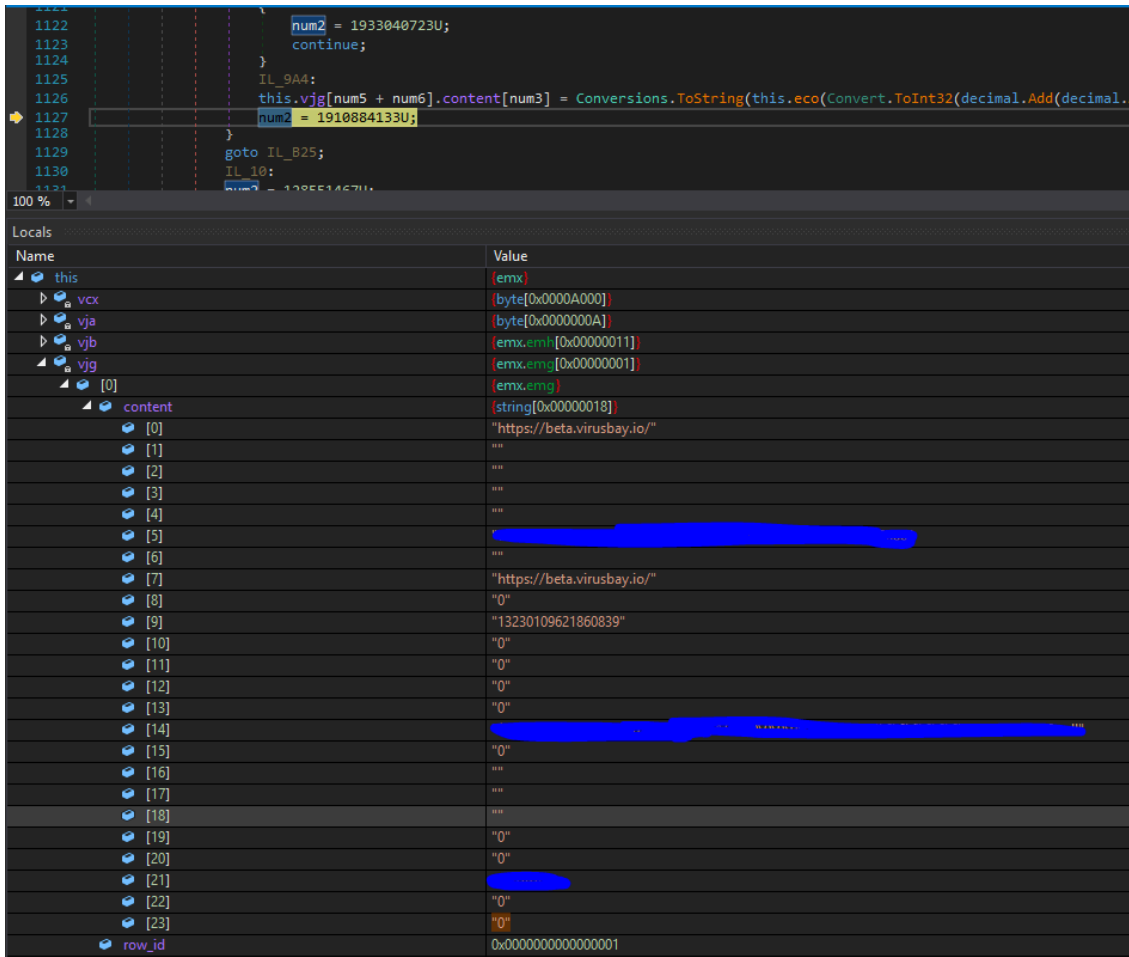 1122 num2 = 1933040723U;
1123 continue;
1124 }
1125 IL_9A4:
1126 this.vjg[num5 + num6].content[num3] = Conversions.ToString(this.eco(Convert.ToInt32(decimal.Add(decimal.
1127 num2 = 1910884133U;
1128 }
1129 goto IL_B25;
1130 IL_10:
1131 num2 = 128551467U;
100 %
Locals
Name Value
this {emx}
vcx {byte[0x0000A000]}
vja {byte[0x0000000A]}
vjb {emx.emh[0x00000011]}
vjg {emx.emg[0x00000001]}
[0] {emx.emg}
content {string[0x00000018]}
[0] "https://beta.virusbay.io/"
[1] ""
[2] ""
[3] ""
[4] ""
[5]
[6] ""
[7] "https://beta.virusbay.io/"
[8] "0"
[9] "13230109621860839"
[10] "0"
[11] "0"
[12] "0"
[13] "0"
[14]
[15] "0"
[16] ""
[17] ""
[18] ""
[19] "0"
[20] "0"
[21]
[22] "0"
[23] "0"
row_id 0x0000000000000001